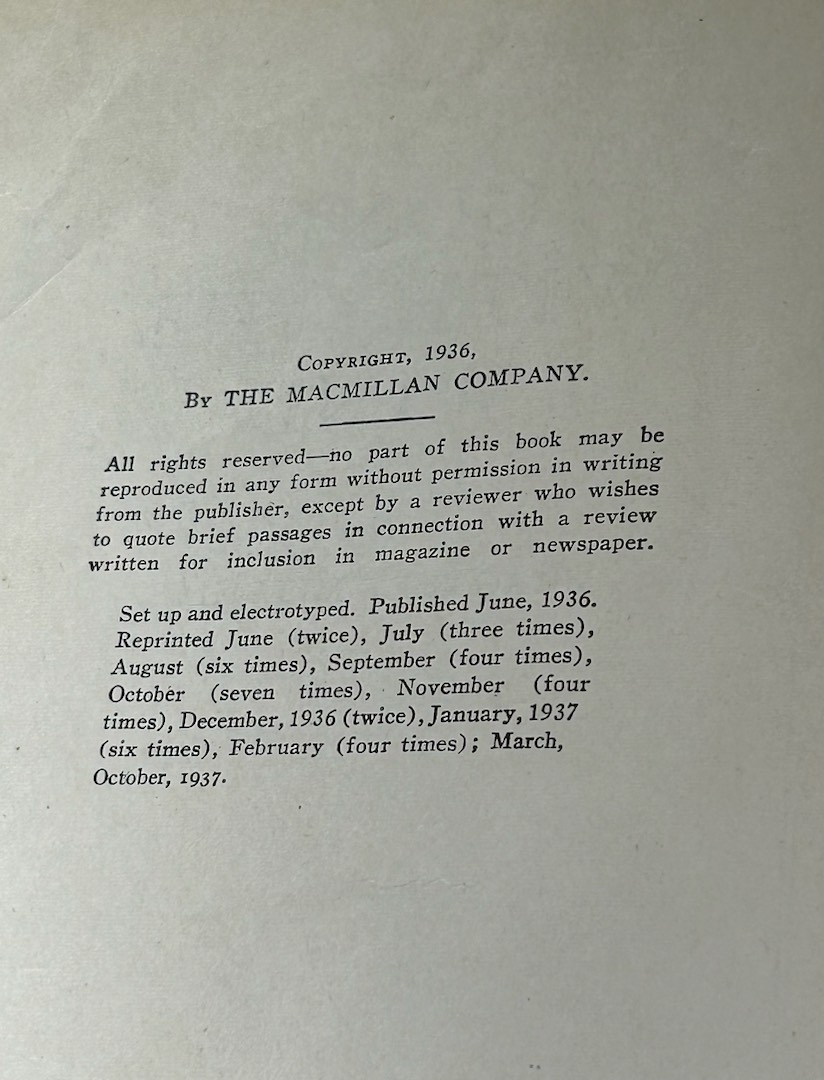 COPYRIGHT, 1936,
BY THE MACMILLAN COMPANY.
All rights reserved—no part of this book may be
reproduced in any form without permission in writing
from the publisher, except by a reviewer who wishes
to quote brief passages in connection with a review
written for inclusion in magazine or newspaper.
Set up and electrotyped. Published June, 1936.
Reprinted June (twice), July (three times),
August (six times), September (four times),
October (seven times), November (four
times), December, 1936 (twice), January, 1937
(six times), February (four times); March,
October, 1937.